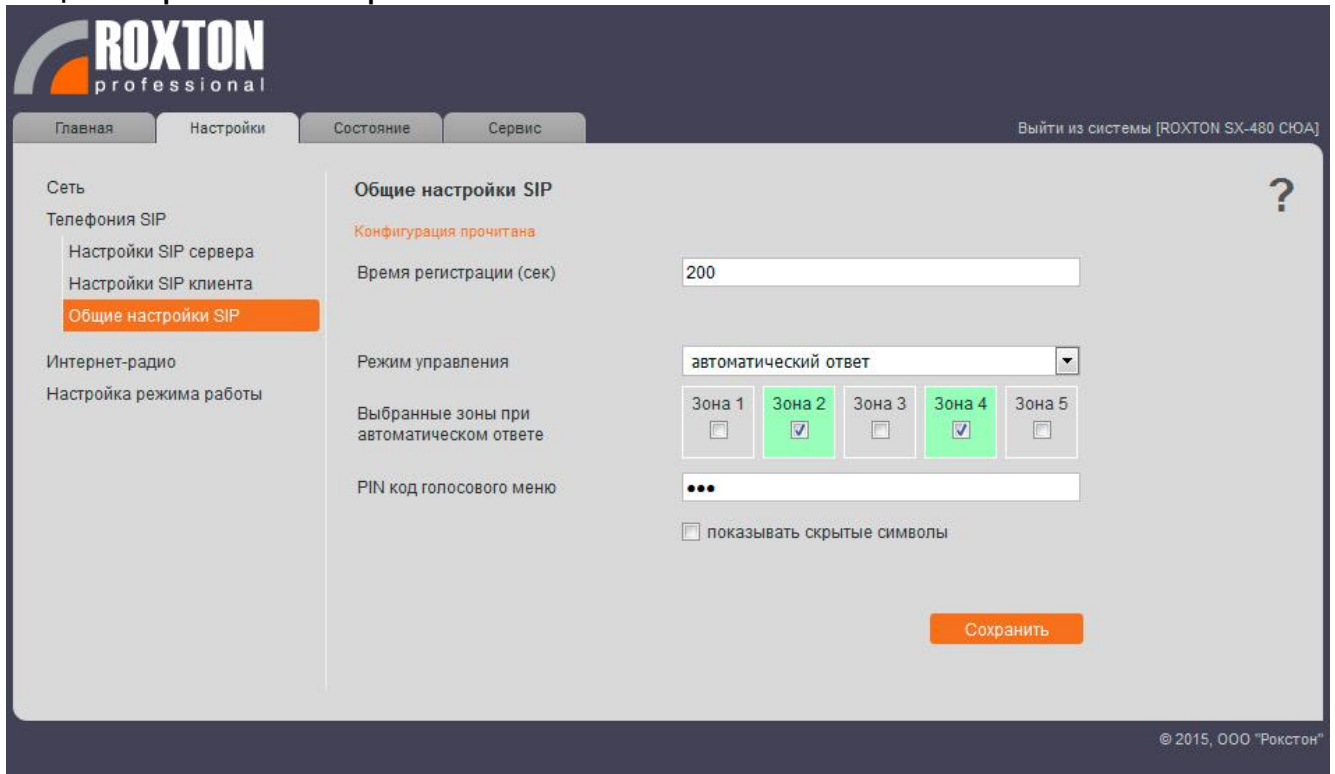 ROXTON
professional
Главная Настройки Состояние Сервис Выйти из системы [ROXTON SX-480 СЮА]
Сеть
Телефония SIP
Настройки SIP сервера
Настройки SIP клиента
Общие настройки SIP
Интернет-радио
Настройка режима работы
Общие настройки SIP
?
Конфигурация прочитана
Время регистрации (сек) 200
Режим управления автоматический ответ
Выбранные зоны при
автоматическом ответе
Зона 1 Зона 2 Зона 3 Зона 4 Зона 5
PIN код голосового меню •••
показывать скрытые символы
Сохранить
© 2015, ООО "Рокстон"